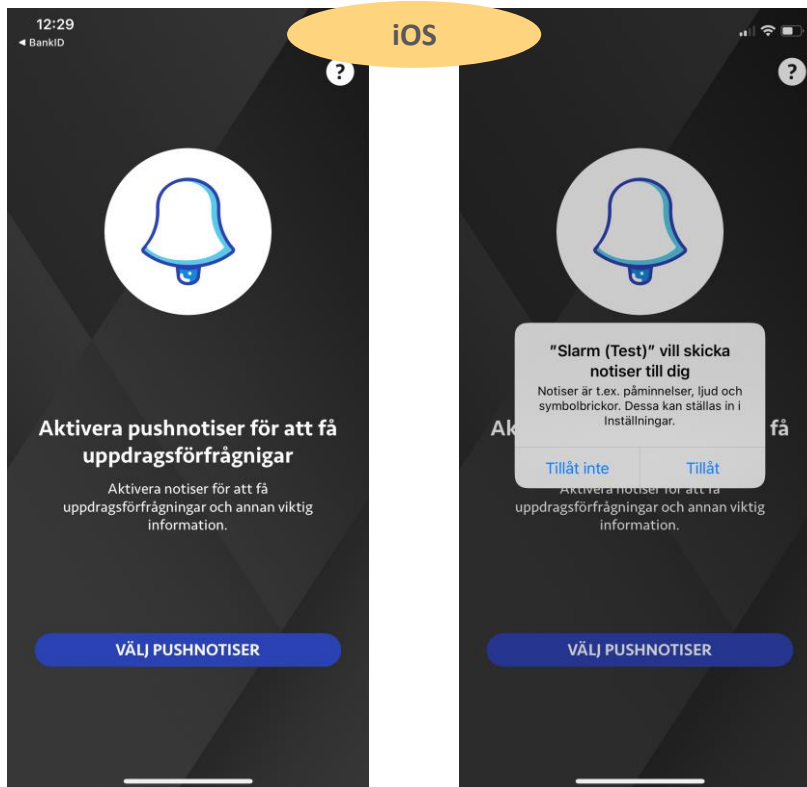 iOS
12:29
◀ BankID
?
Aktivera pushnotiser för att få
uppdragsförfrågnigar
Aktivera notiser för att få
uppdragsförfrågningar och annan viktig
information.
VÄLJ PUSHNOTISER
?
"Slarm (Test)" vill skicka
notiser till dig
Notiser är t.ex. påminnelser, ljud och
symbolbrickor. Dessa kan ställas in i
Inställningar.
Tillåt inte Tillåt
Ak få
Aktivera notiser för att få
uppdragsförfrågningar och annan viktig
information.
VÄLJ PUSHNOTISER